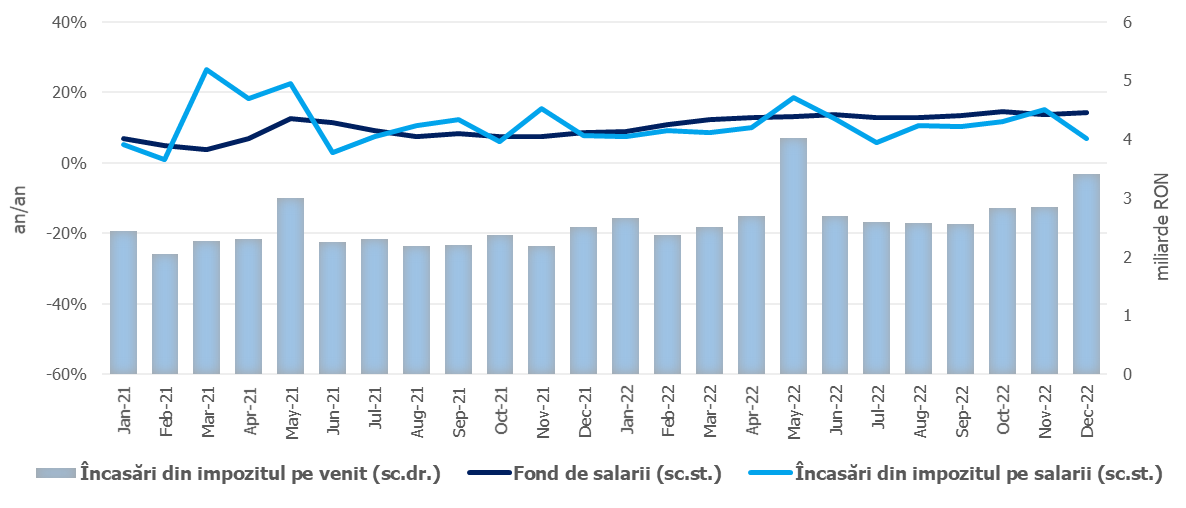 40%
20%
0%
-20%
-40%
-60%
an/an
6
5
4
3
2
1
0
miliarde RON
Jan-21
Feb-21
Mar-21
Apr-21
May-21
Jun-21
Jul-21
Aug-21
Sep-21
Oct-21
Nov-21
Dec-21
Jan-22
Feb-22
Mar-22
Apr-22
May-22
Jun-22
Jul-22
Aug-22
Sep-22
Oct-22
Nov-22
Dec-22
Încasări din impozitul pe venit (sc.dr.) Fond de salarii (sc.st.) Încasări din impozitul pe salarii (sc.st.)